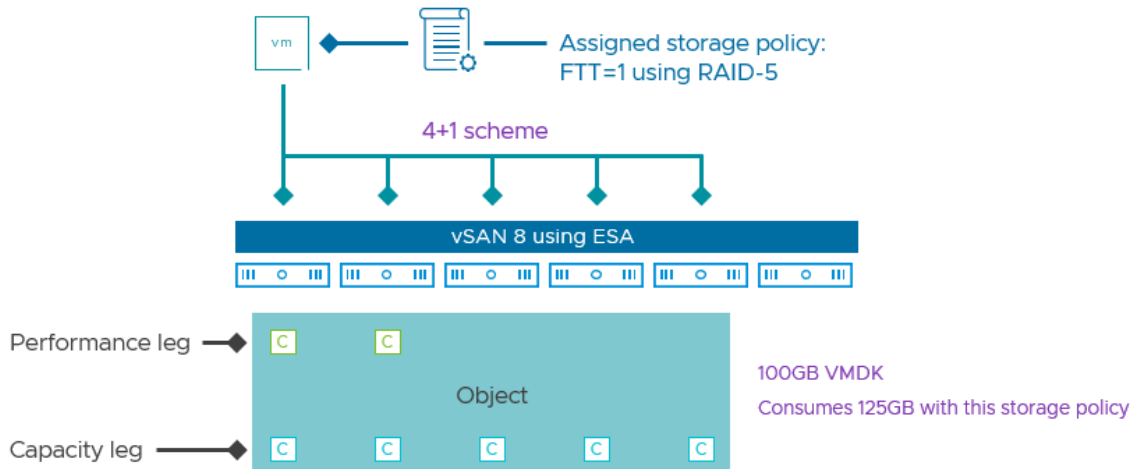 vm
Assigned storage policy:
FTT=1 using RAID-5
4+1 scheme
vSAN 8 using ESA
Performance leg
C C
Object
100GB VMDK
Consumes 125GB with this storage policy
Capacity leg
C C C C C